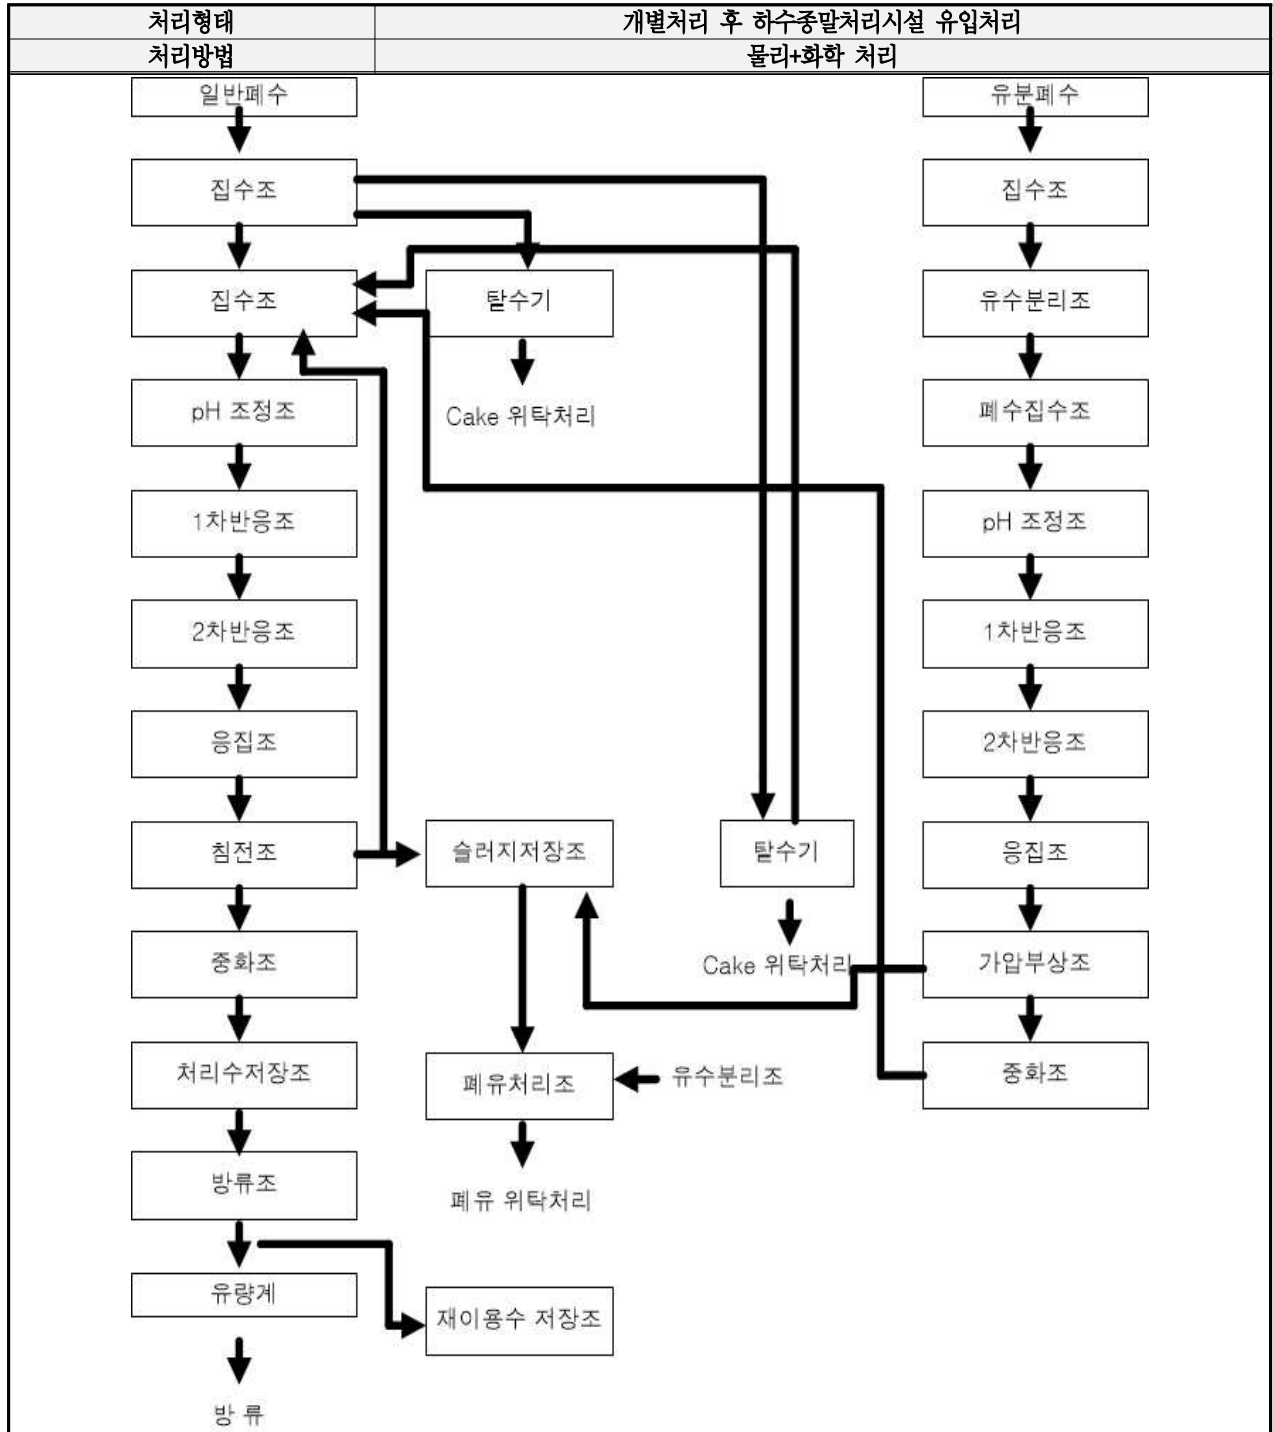 처리형태 개별처리 후 하수종말처리시설 유입처리
처리방법 물리+화학 처리
일반폐수 유분폐수
집수조 집수조
집수조 탈수기 유수분리조
pH 조정조 Cake 위탁처리 폐수집수조
1차반응조 pH 조정조
2차반응조 1차반응조
응집조 2차반응조
침전조 슬러지저장조 탈수기 응집조
중화조 Cake 위탁처리 가압부상조
처리수저장조 폐유처리조 유수분리조 중화조
방류조 폐유 위탁처리
유량계 재이용수 저장조
방 류